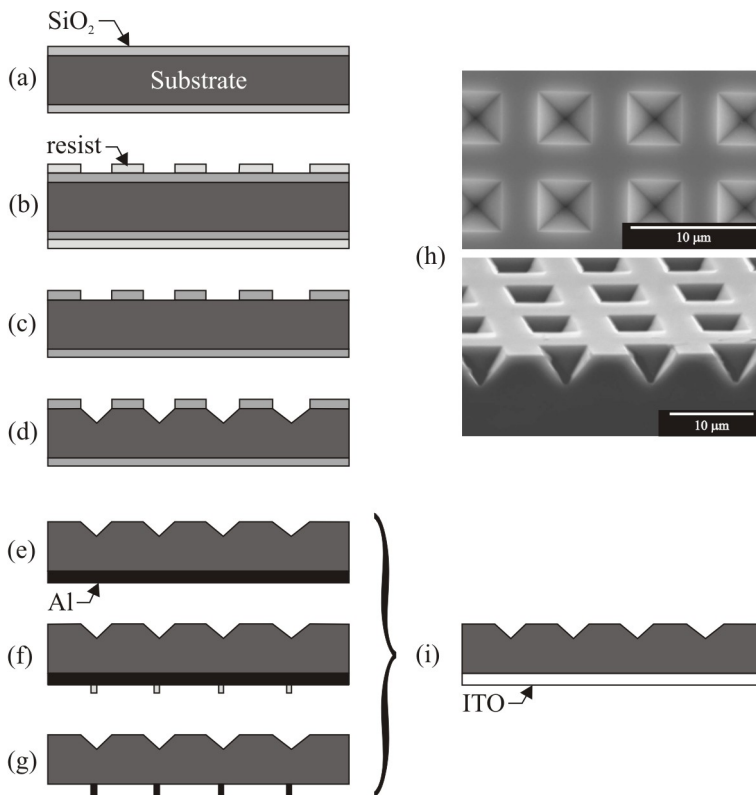 SiO₂
(a)
Substrate
resist
(b)
(c)
(d)
(e)
Al
(f)
(g)
10 µm
(h)
10 µm
(i)
ITO